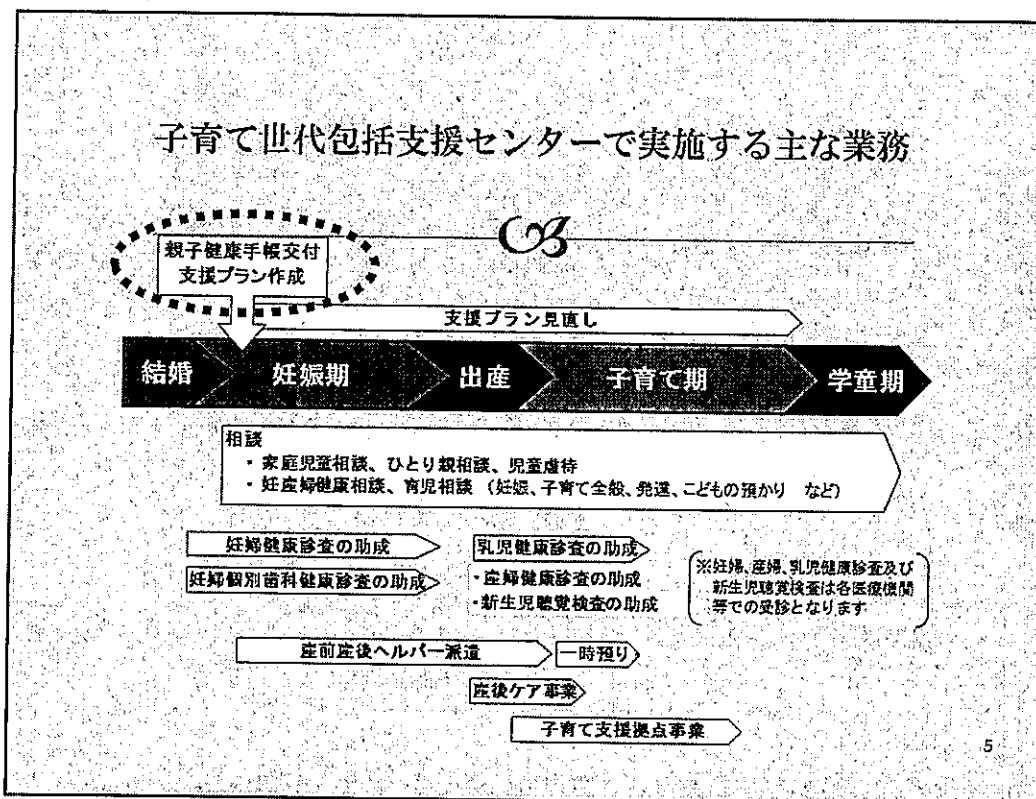 子育て世代包括支援センターで実施する主な業務
親子健康手帳交付
支援プラン作成
支援プラン見直し
結婚
妊娠期
出産
子育て期
学童期
相談
・家庭児童相談、ひとり親相談、児童虐待
・妊産婦健康相談、育児相談 （妊娠、子育て全般、発達、こどもの預かり など）
妊婦健康診査の助成
乳児健康診査の助成
妊婦個別歯科健康診査の助成
・産婦健康診査の助成
・新生児聴覚検査の助成
※妊婦、産婦、乳児健康診査及び
新生児聴覚検査は各医療機関
等での受診となります
産前産後ヘルパー派遣
一時預り
産後ケア事業
子育て支援拠点事業
5